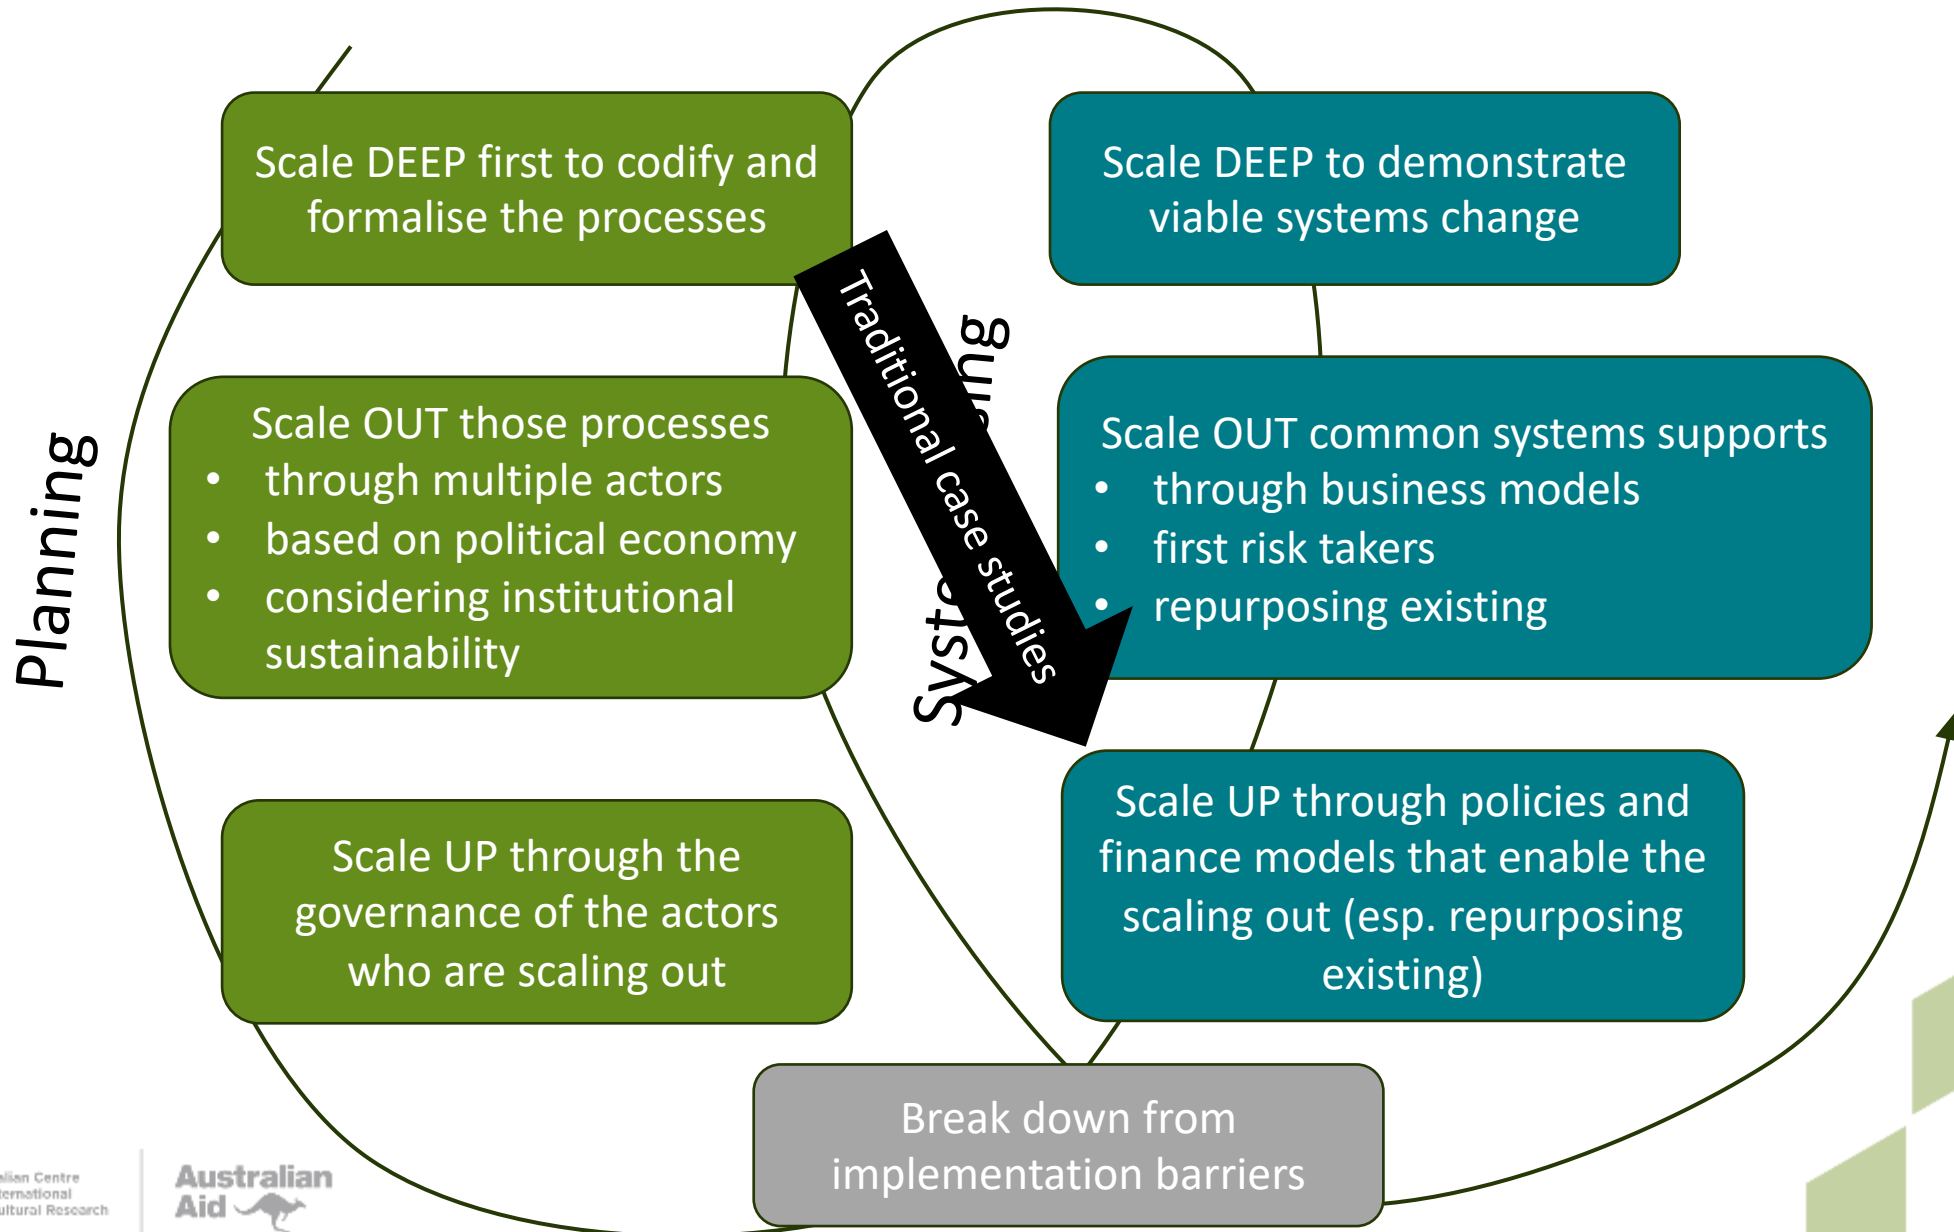 Planning
Scale DEEP first to codify and
formalise the processes
Scale OUT those processes
• through multiple actors
• based on political economy
• considering institutional
sustainability
Scale UP through the
governance of the actors
who are scaling out
Traditional case studies
Scale DEEP to demonstrate
viable systems change
Scale OUT common systems supports
• through business models
• first risk takers
• repurposing existing
Scale UP through policies and
finance models that enable the
scaling out (esp. repurposing
existing)
Break down from
implementation barriers
Centre
Research
Australian
Aid